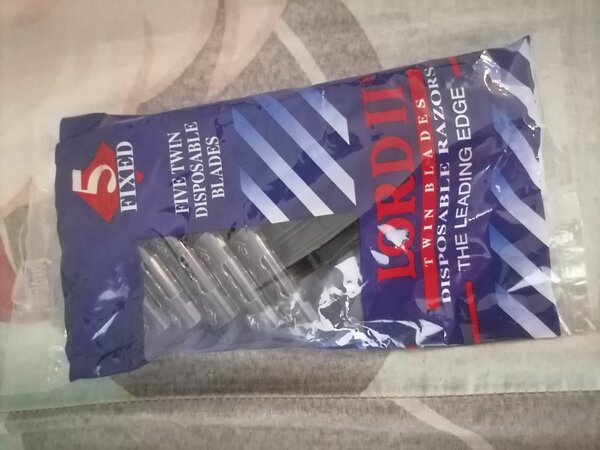 5
FIXED
FIVE TWIN
DISPOSABLE
BLADES
LORD II
TWIN BLADES
DISPOSABLE RAZORS
THE LEADING EDGE